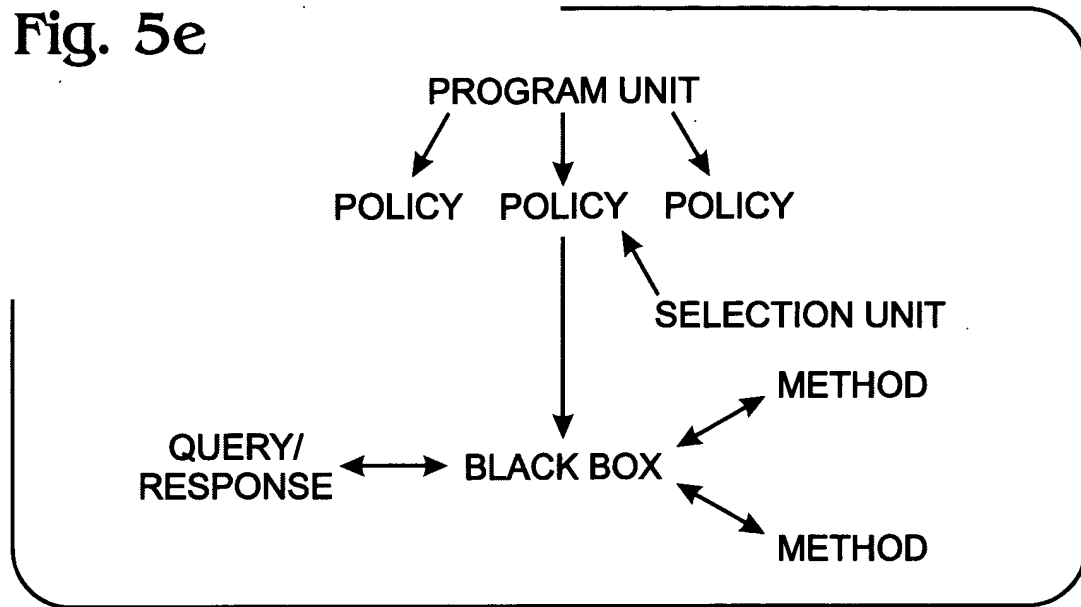 Fig. 5e
PROGRAM UNIT
POLICY POLICY POLICY
SELECTION UNIT
METHOD
QUERY/
RESPONSE
BLACK BOX
METHOD